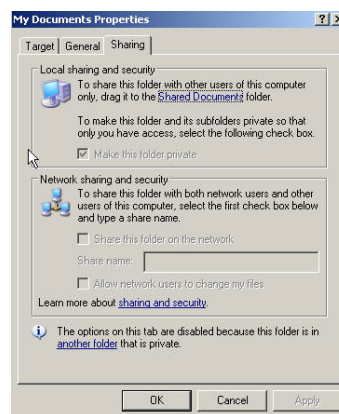 My Documents Properties
Target General Sharing
Local sharing and security
To share this folder with other users of this computer
only, drag it to the Shared Documents folder.
To make this folder and its subfolders private so that
only you have access, select the following check box.
Make this folder private
Network sharing and security
To share this folder with both network users and other
users of this computer, select the first check box below
and type a share name.
Share this folder on the network
Share name:
Allow network users to change my files
Learn more about sharing and security.
The options on this tab are disabled because this folder is in
another folder that is private.
OK Cancel Apply